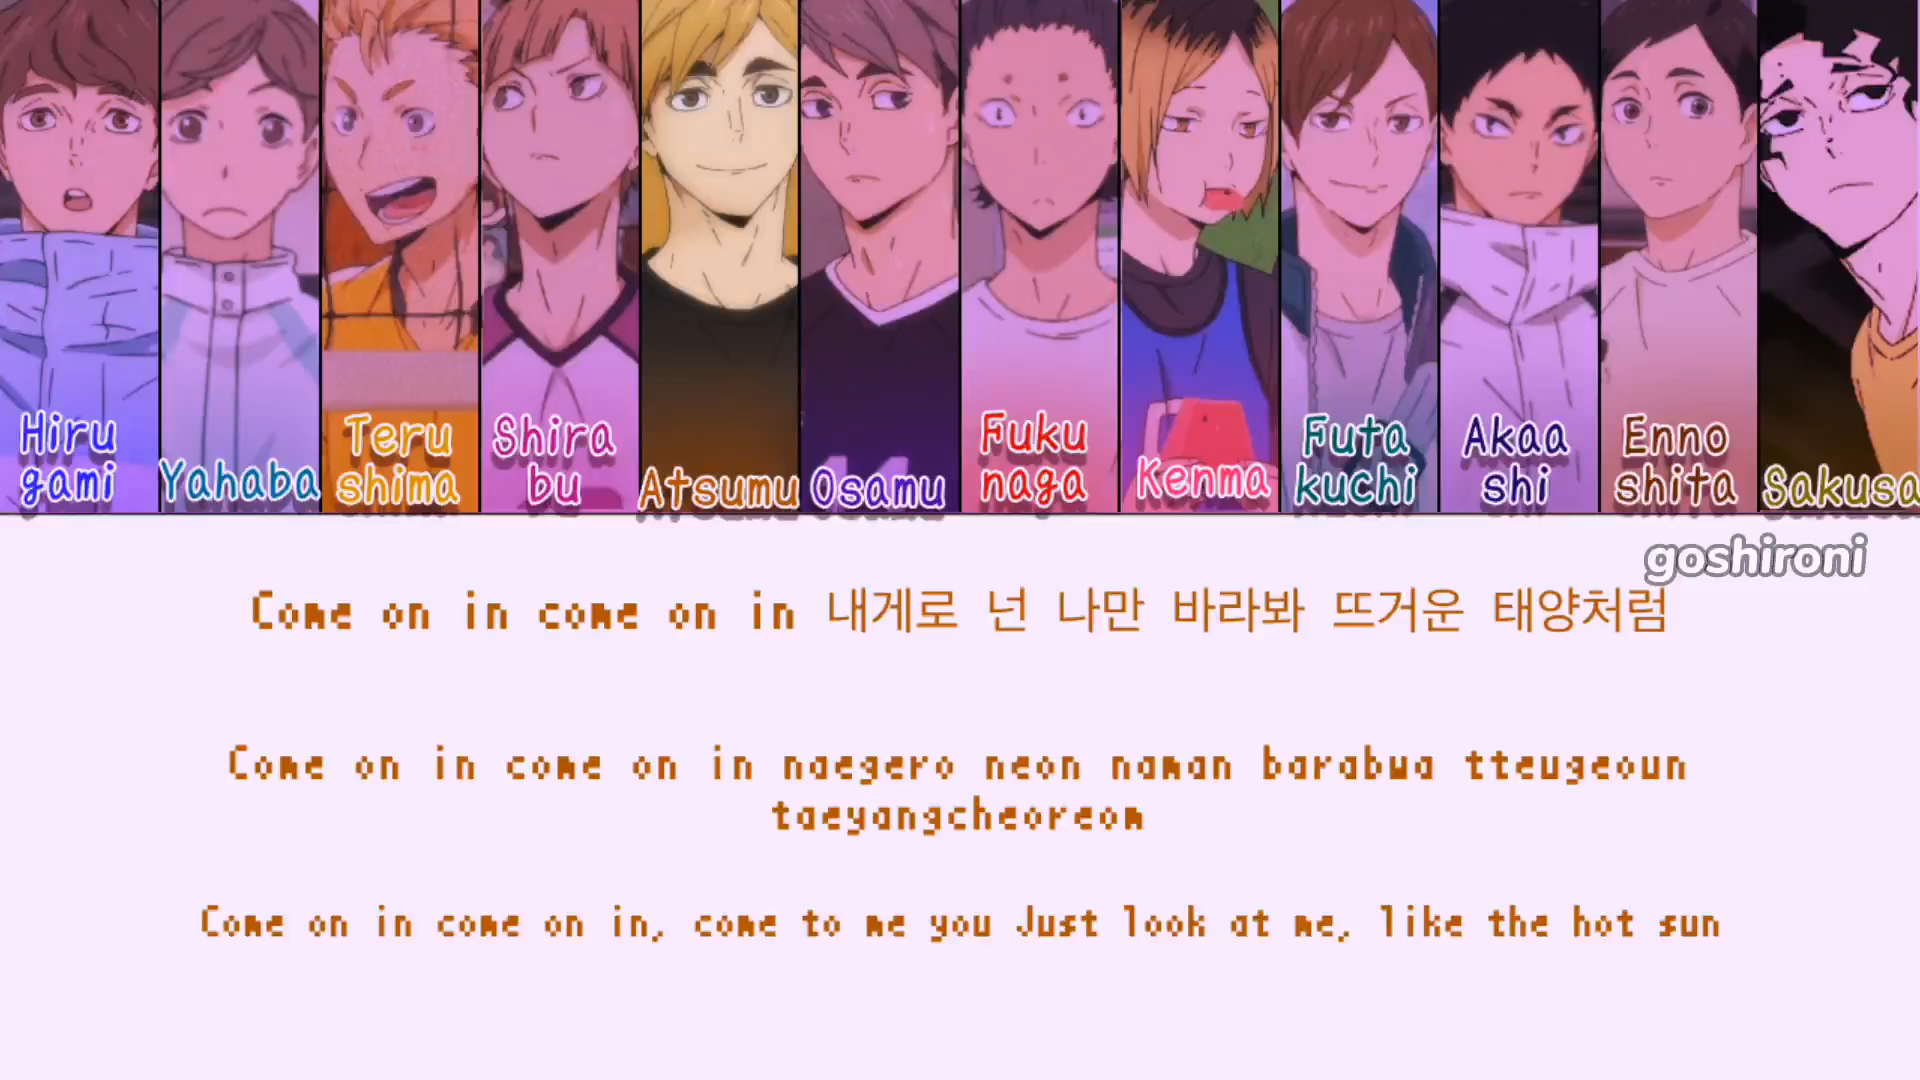 Hiru
gami
Yahaba
Teru
shima
Shira
bu
Atsumu
Osamu
Fuku
naga
Kenma
Futa
kuchi
Akaa
shi
Enno
shita
Sakusa
goshironi
Come on in come on in 내게로 넌 나만 바라봐 뜨거운 태양처럼
Come on in come on in naegero neon naman barabwa tteugeoun
taeyangcheoreom
Come on in come on in, come to me you Just look at me, like the hot sun